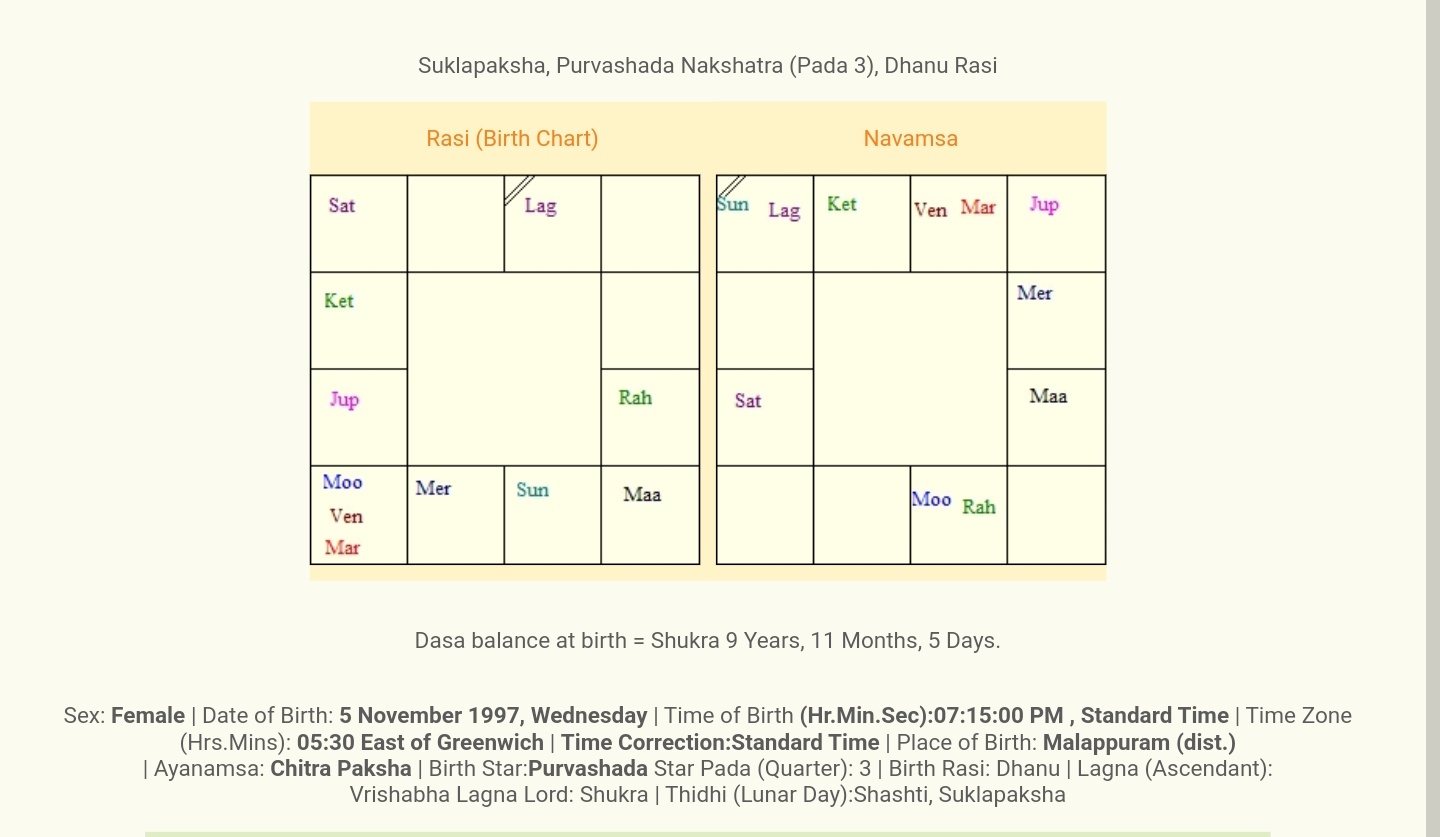 Suklapaksha, Purvashada Nakshatra (Pada 3), Dhanu Rasi
Rasi (Birth Chart)
Navamsa
Sat
Lag
Ket
Jup
Rah
Moo
Ven
Mar
Mer
Sun
Maa
Sun Lag
Ket
Ven Mar
Jup
Mer
Sat
Maa
Moo Rah
Dasa balance at birth = Shukra 9 Years, 11 Months, 5 Days.
Sex: Female | Date of Birth: 5 November 1997, Wednesday | Time of Birth (Hr.Min.Sec):07:15:00 PM , Standard Time | Time Zone
(Hrs.Mins): 05:30 East of Greenwich | Time Correction:Standard Time | Place of Birth: Malappuram (dist.)
| Ayanamsa: Chitra Paksha | Birth Star:Purvashada Star Pada (Quarter): 3 | Birth Rasi: Dhanu | Lagna (Ascendant):
Vrishabha Lagna Lord: Shukra | Thidhi (Lunar Day):Shashti, Suklapaksha